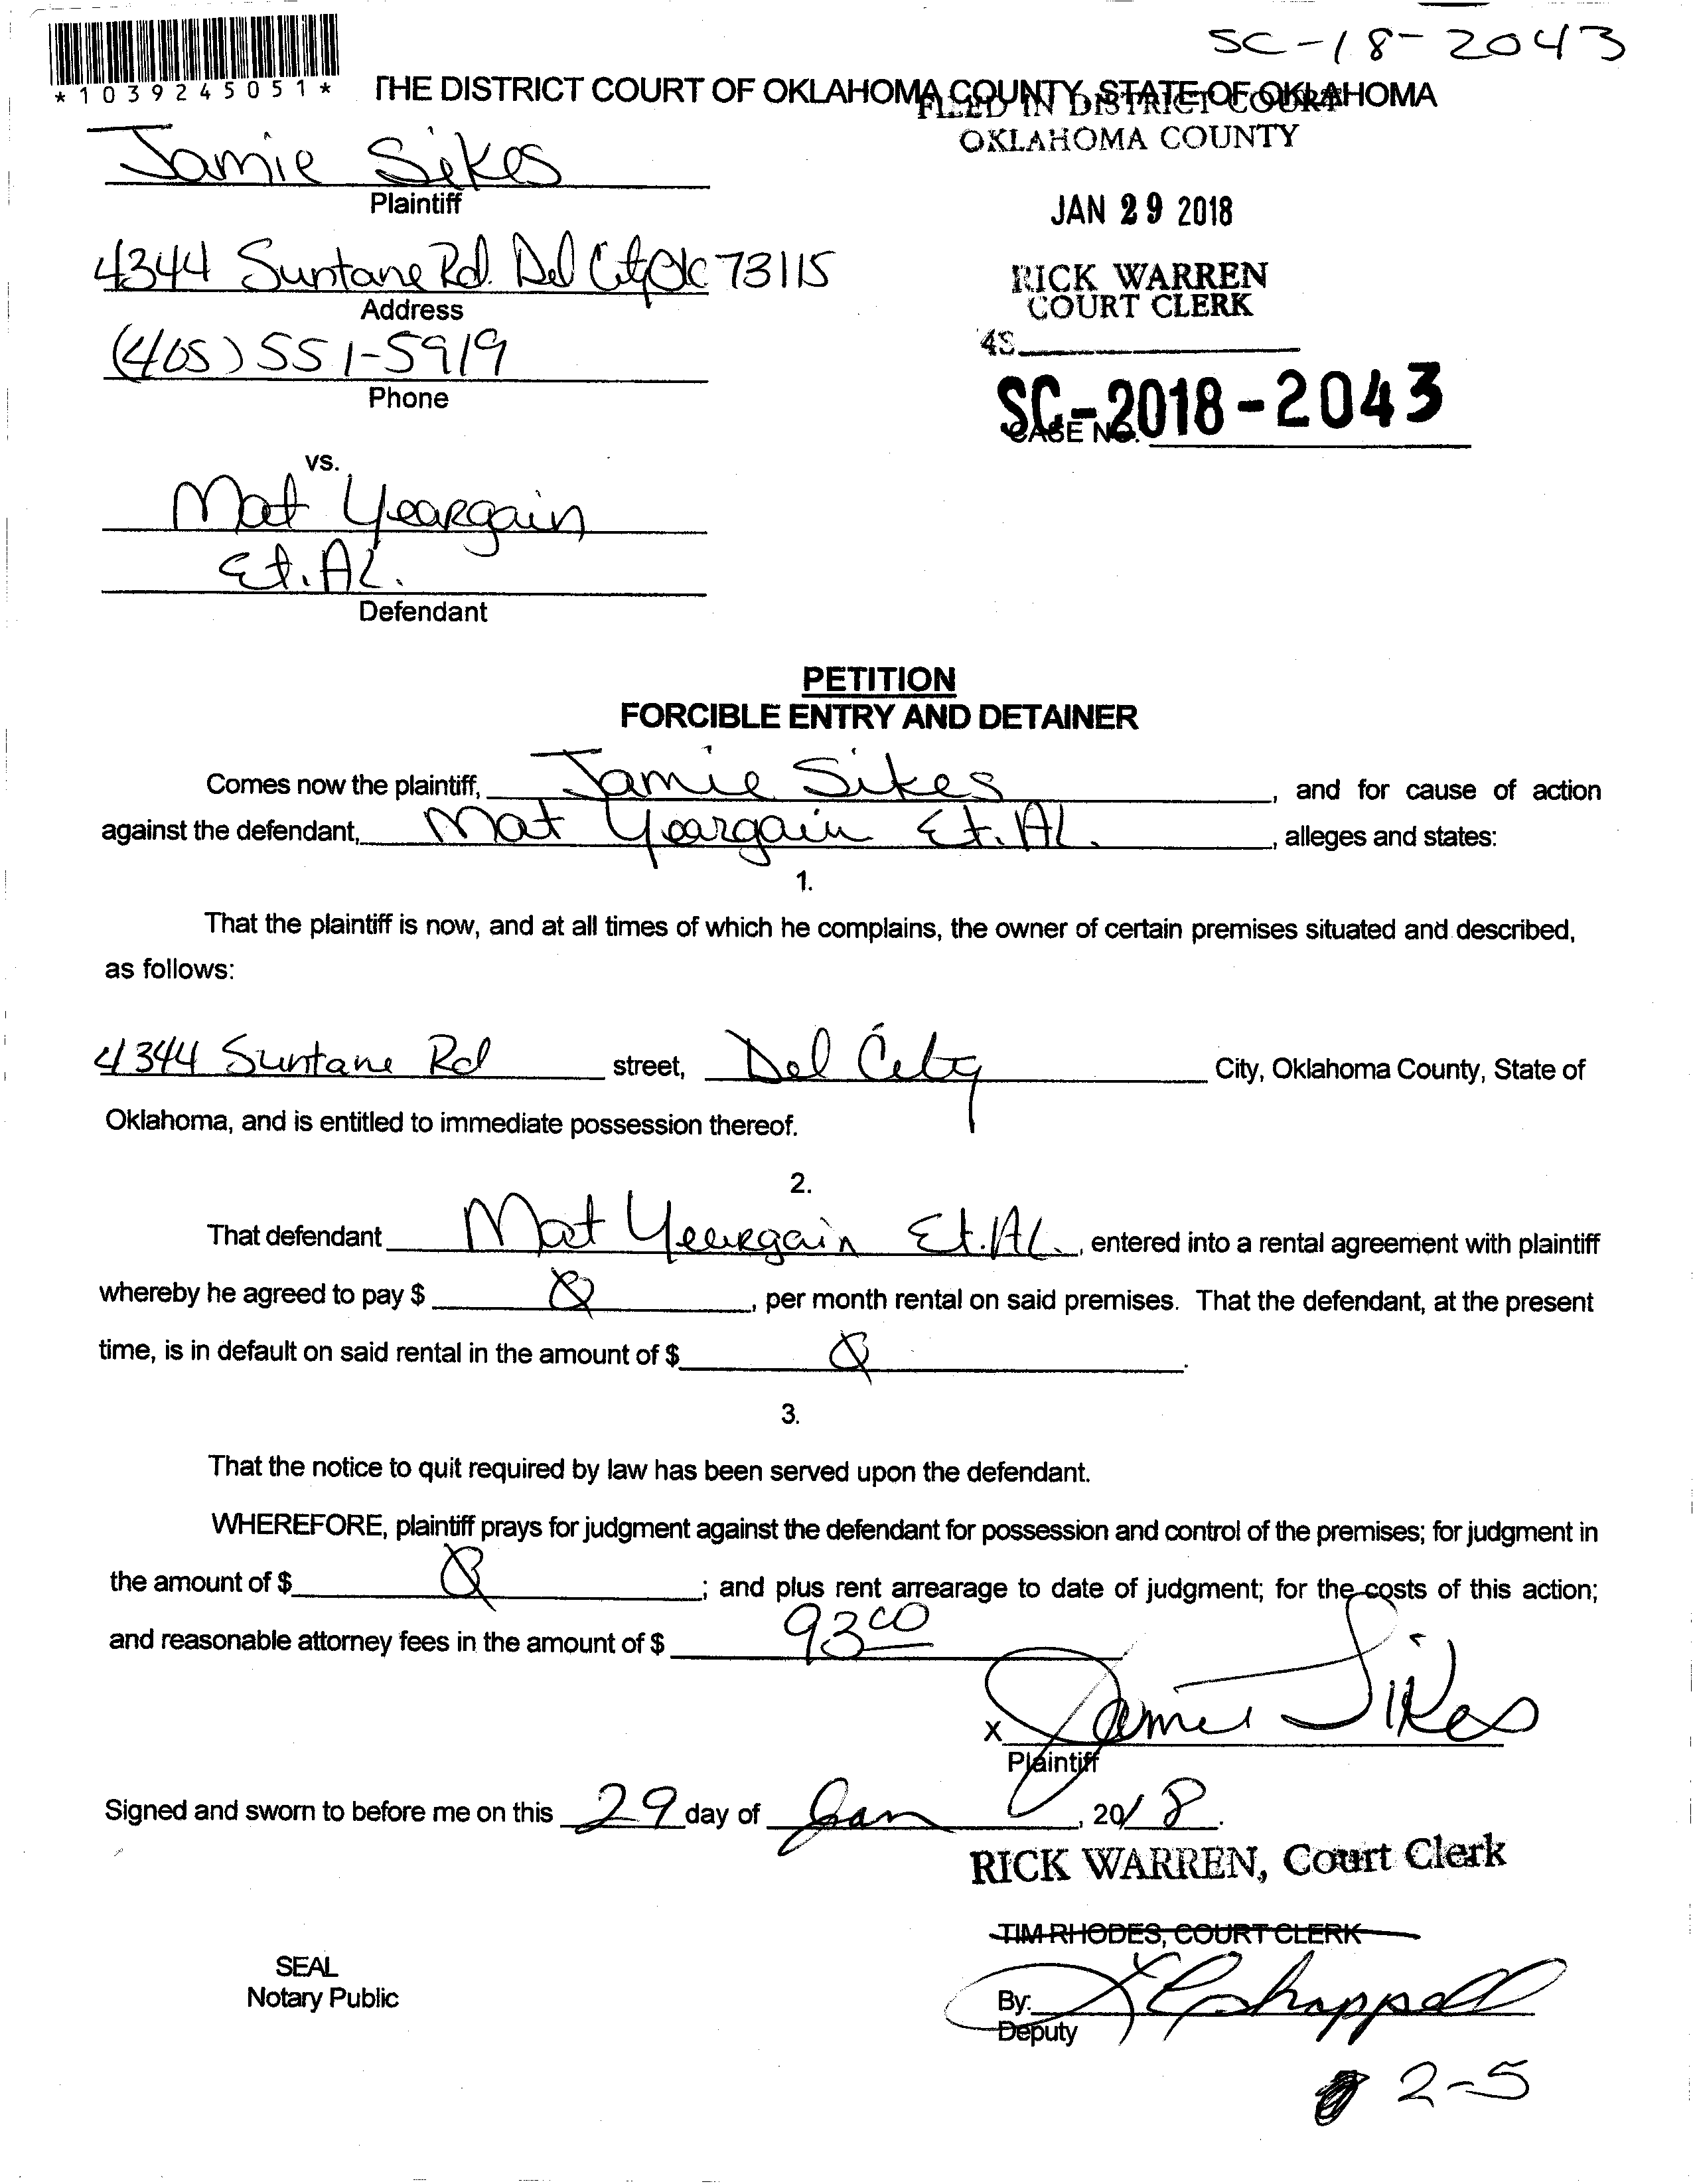 SC-18-2043
*1039245051*
THE DISTRICT COURT OF OKLAHOMA COUNTY, STATE OF OKLAHOMA
FILED IN DISTRICT COURT
OKLAHOMA COUNTY
Jamie Sikes
Plaintiff
JAN 29 2018
4344 Suntane Rd. Del City Ok 73115
Address
RICK WARREN
COURT CLERK
(405) 551-5919
Phone
48
SC-2018-2043
CASE NO.
vs.
Mat Yeargain
Et. Al.
Defendant
PETITION
FORCIBLE ENTRY AND DETAINER
Comes now the plaintiff, Jamie Sikes, and for cause of action
against the defendant, Mat Yeargain Et. Al., alleges and states:
1.
That the plaintiff is now, and at all times of which he complains, the owner of certain premises situated and described,
as follows:
4344 Suntane Rd street, Del City City, Oklahoma County, State of
Oklahoma, and is entitled to immediate possession thereof.
2.
That defendant Mat Yeargain Et. Al., entered into a rental agreement with plaintiff
whereby he agreed to pay $ 0, per month rental on said premises. That the defendant, at the present
time, is in default on said rental in the amount of $ 0.
3.
That the notice to quit required by law has been served upon the defendant.
WHEREFORE, plaintiff prays for judgment against the defendant for possession and control of the premises; for judgment in
the amount of $ 0; and plus rent arrearage to date of judgment; for the costs of this action;
and reasonable attorney fees in the amount of $ 93 00
X Jamie Sikes
Plaintiff
Signed and sworn to before me on this 29 day of Jan, 2018.
RICK WARREN, Court Clerk
TIM RHODES, COURT CLERK
SEAL
Notary Public
By:
Deputy
2-5